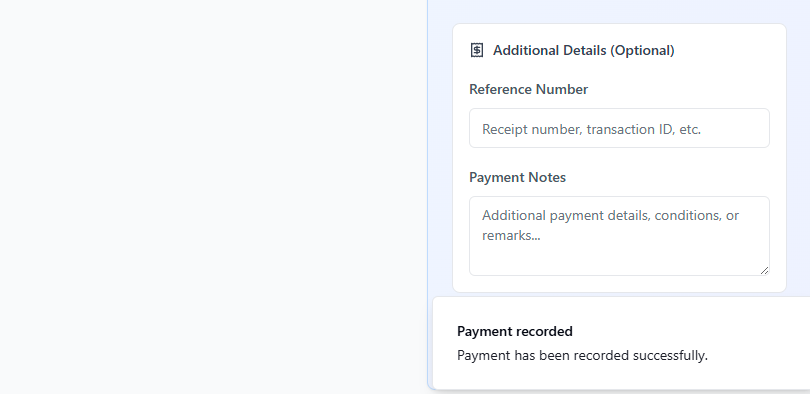 Additional Details (Optional)
Reference Number
Receipt number, transaction ID, etc.
Payment Notes
Additional payment details, conditions, or
remarks...
Payment recorded
Payment has been recorded successfully.